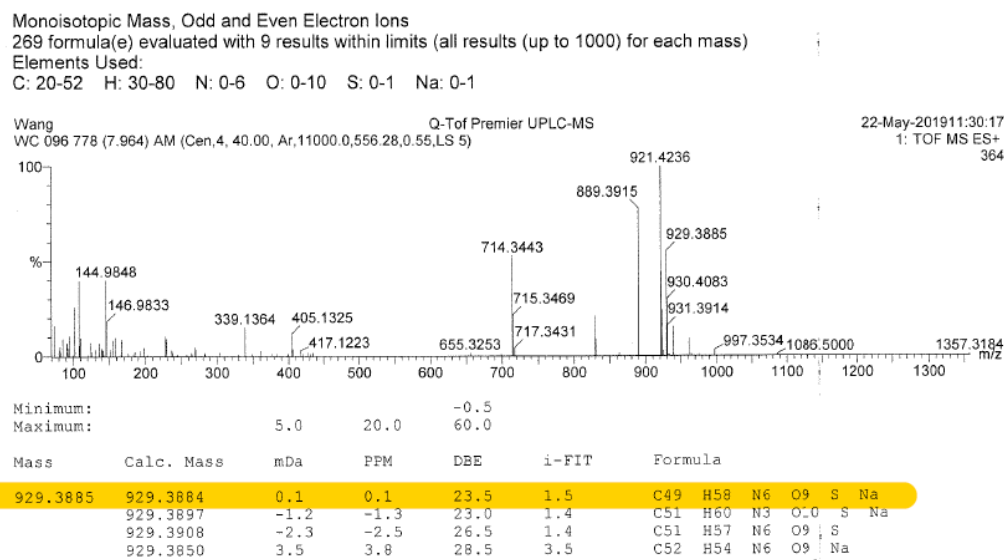 Monoisotopic Mass, Odd and Even Electron Ions
269 formula(e) evaluated with 9 results within limits (all results (up to 1000) for each mass)
Elements Used:
C: 20-52 H: 30-80 N: 0-6 O: 0-10 S: 0-1 Na: 0-1
Wang Q-Tof Premier UPLC-MS 22-May-201911:30:17
WC 096 778 (7.964) AM (Cen,4, 40.00, Ar,11000.0,556.28,0.55,LS 5) 1: TOF MS ES+
364
100
921.4236
889.3915
929.3885
714.3443
%
144.9848
930.4083
146.9833
715.3469
931.3914
339.1364
405.1325
717.3431
417.1223
655.3253
997.3534
1086.5000
1357.3184
0
m/z
100 200 300 400 500 600 700 800 900 1000 1100 1200 1300
Minimum: -0.5
Maximum: 5.0 20.0 60.0
Mass Calc. Mass mDa PPM DBE i-FIT Formula
929.3885 929.3884 0.1 0.1 23.5 1.5 C49 H58 N6 O9 S Na
929.3897 -1.2 -1.3 23.0 1.4 C51 H60 N3 O10 S Na
929.3908 -2.3 -2.5 26.5 1.4 C51 H57 N6 O9 S
929.3850 3.5 3.8 28.5 3.5 C52 H54 N6 O9 Na